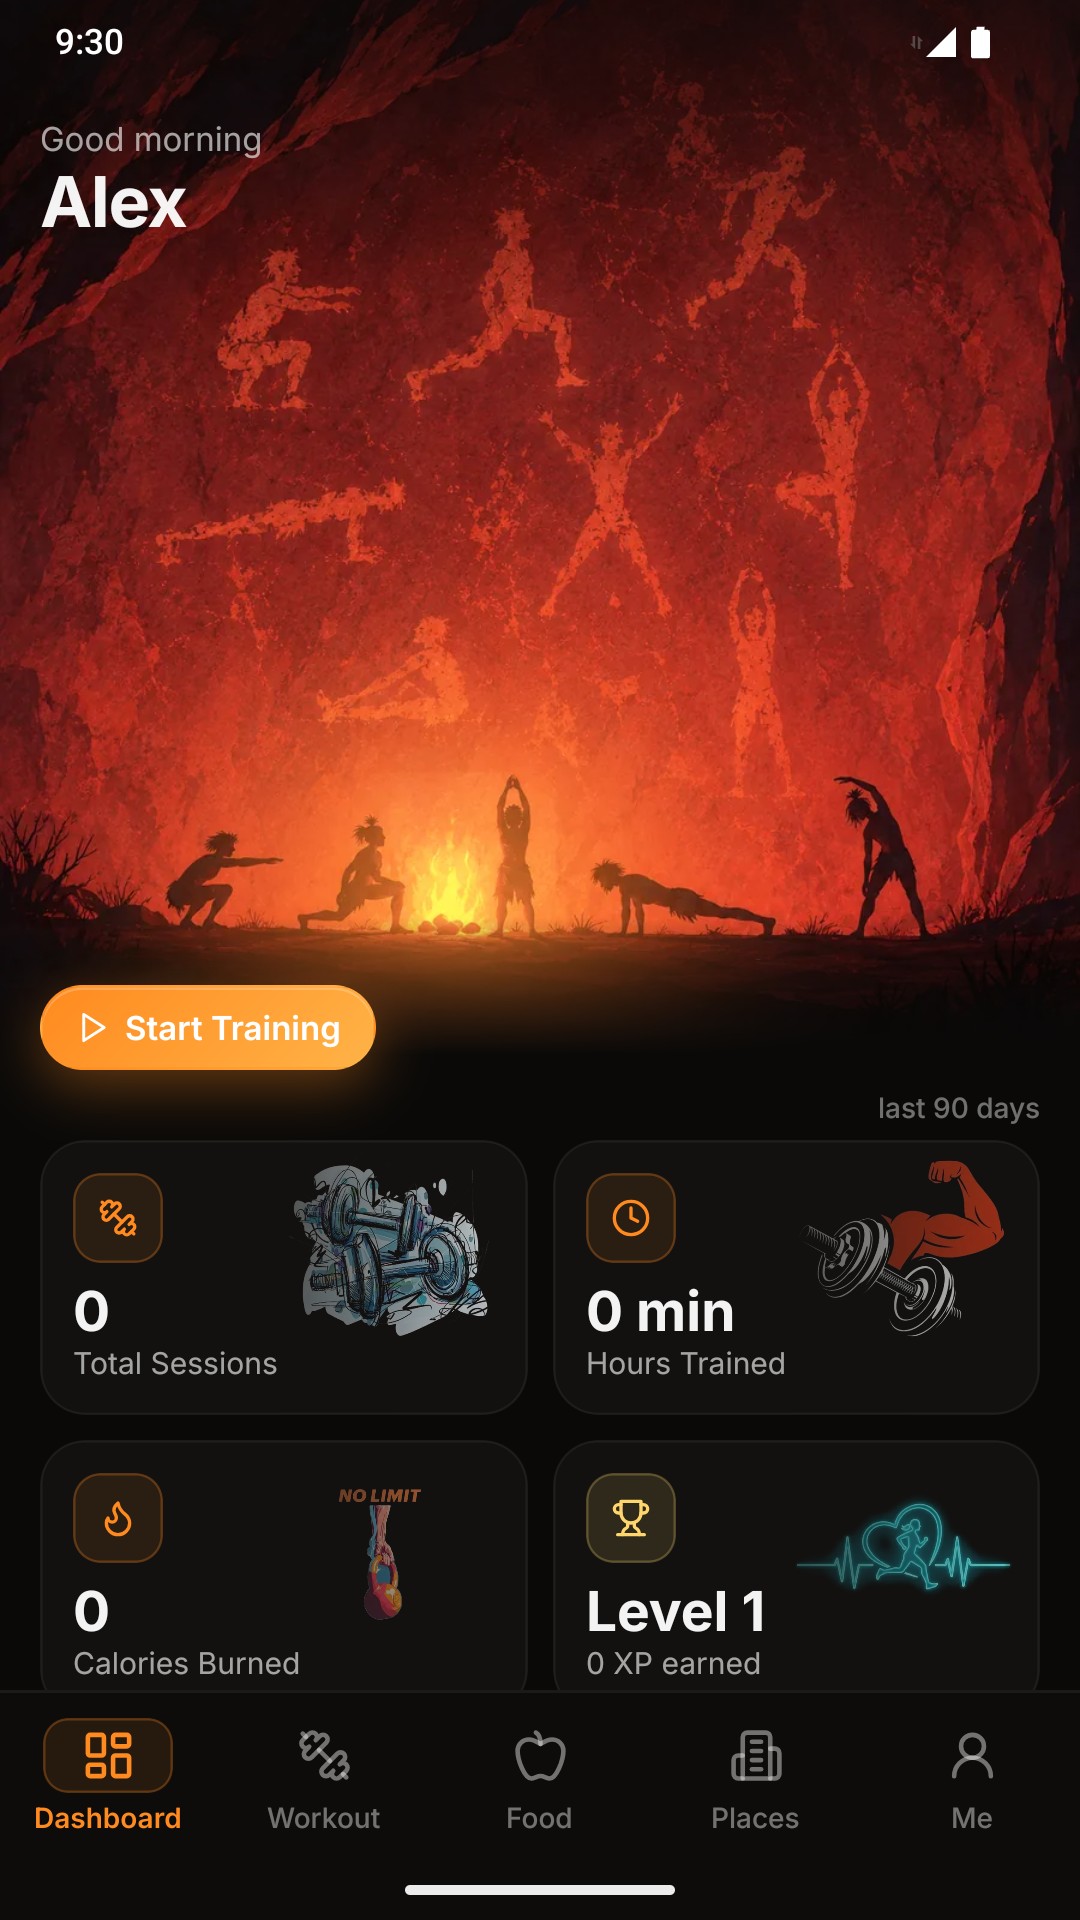 9:30
Good morning
Alex
Start Training
last 90 days
0
Total Sessions
0 min
Hours Trained
NO LIMIT
0
Calories Burned
Level 1
0 XP earned
Dashboard
Workout
Food
Places
Me